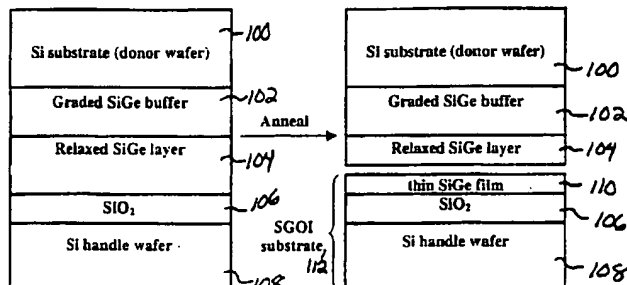 Si substrate (donor wafer)
100
Graded SiGe buffer
102
Relaxed SiGe layer
104
SiO₂
106
Si handle wafer
108
Anneal
Si substrate (donor wafer)
100
Graded SiGe buffer
102
Relaxed SiGe layer
104
thin SiGe film
110
SiO₂
106
SGOI
substrate
112
Si handle wafer
108